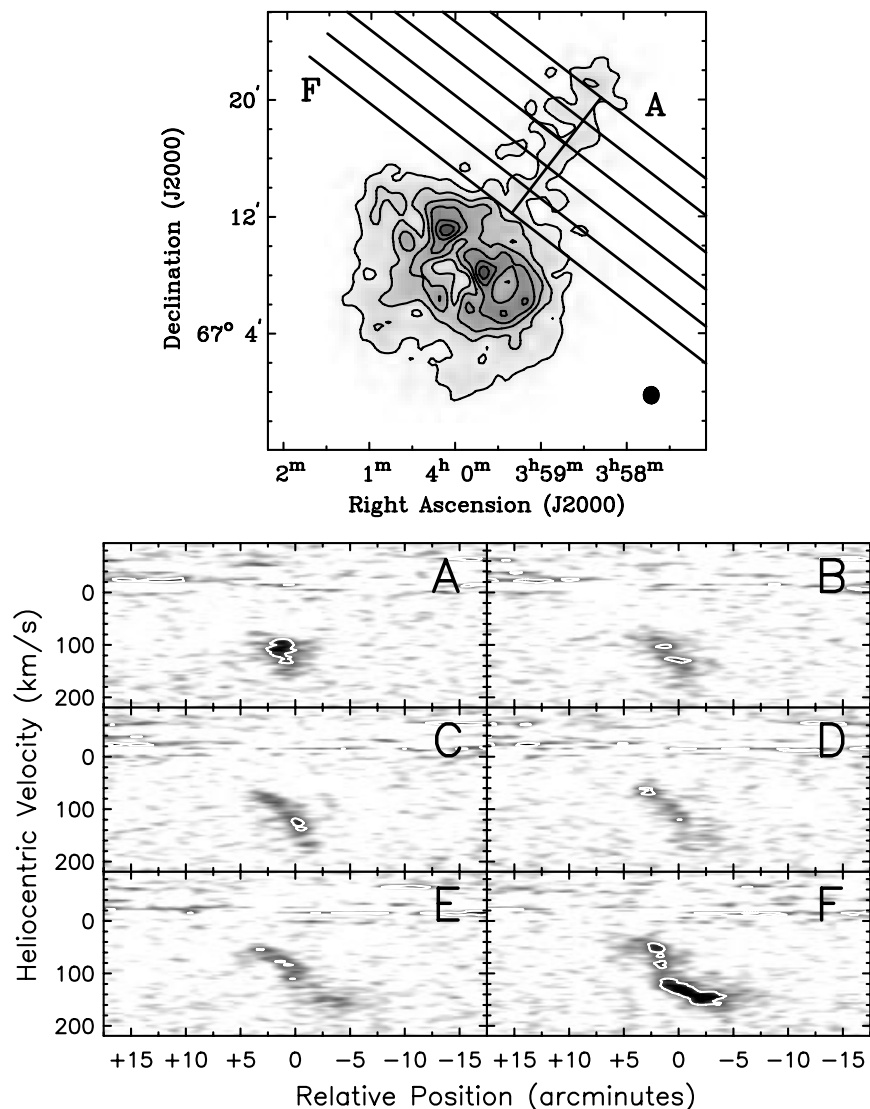 F
A
20'
12'
67° 4'
Declination (J2000)
2m 1m 4h 0m 3h59m 3h58m
Right Ascension (J2000)
A
B
C
D
E
F
0
100
200
0
100
200
0
100
200
Heliocentric Velocity (km/s)
+15 +10 +5 0 −5 −10 −15 +15 +10 +5 0 −5 −10 −15
Relative Position (arcminutes)